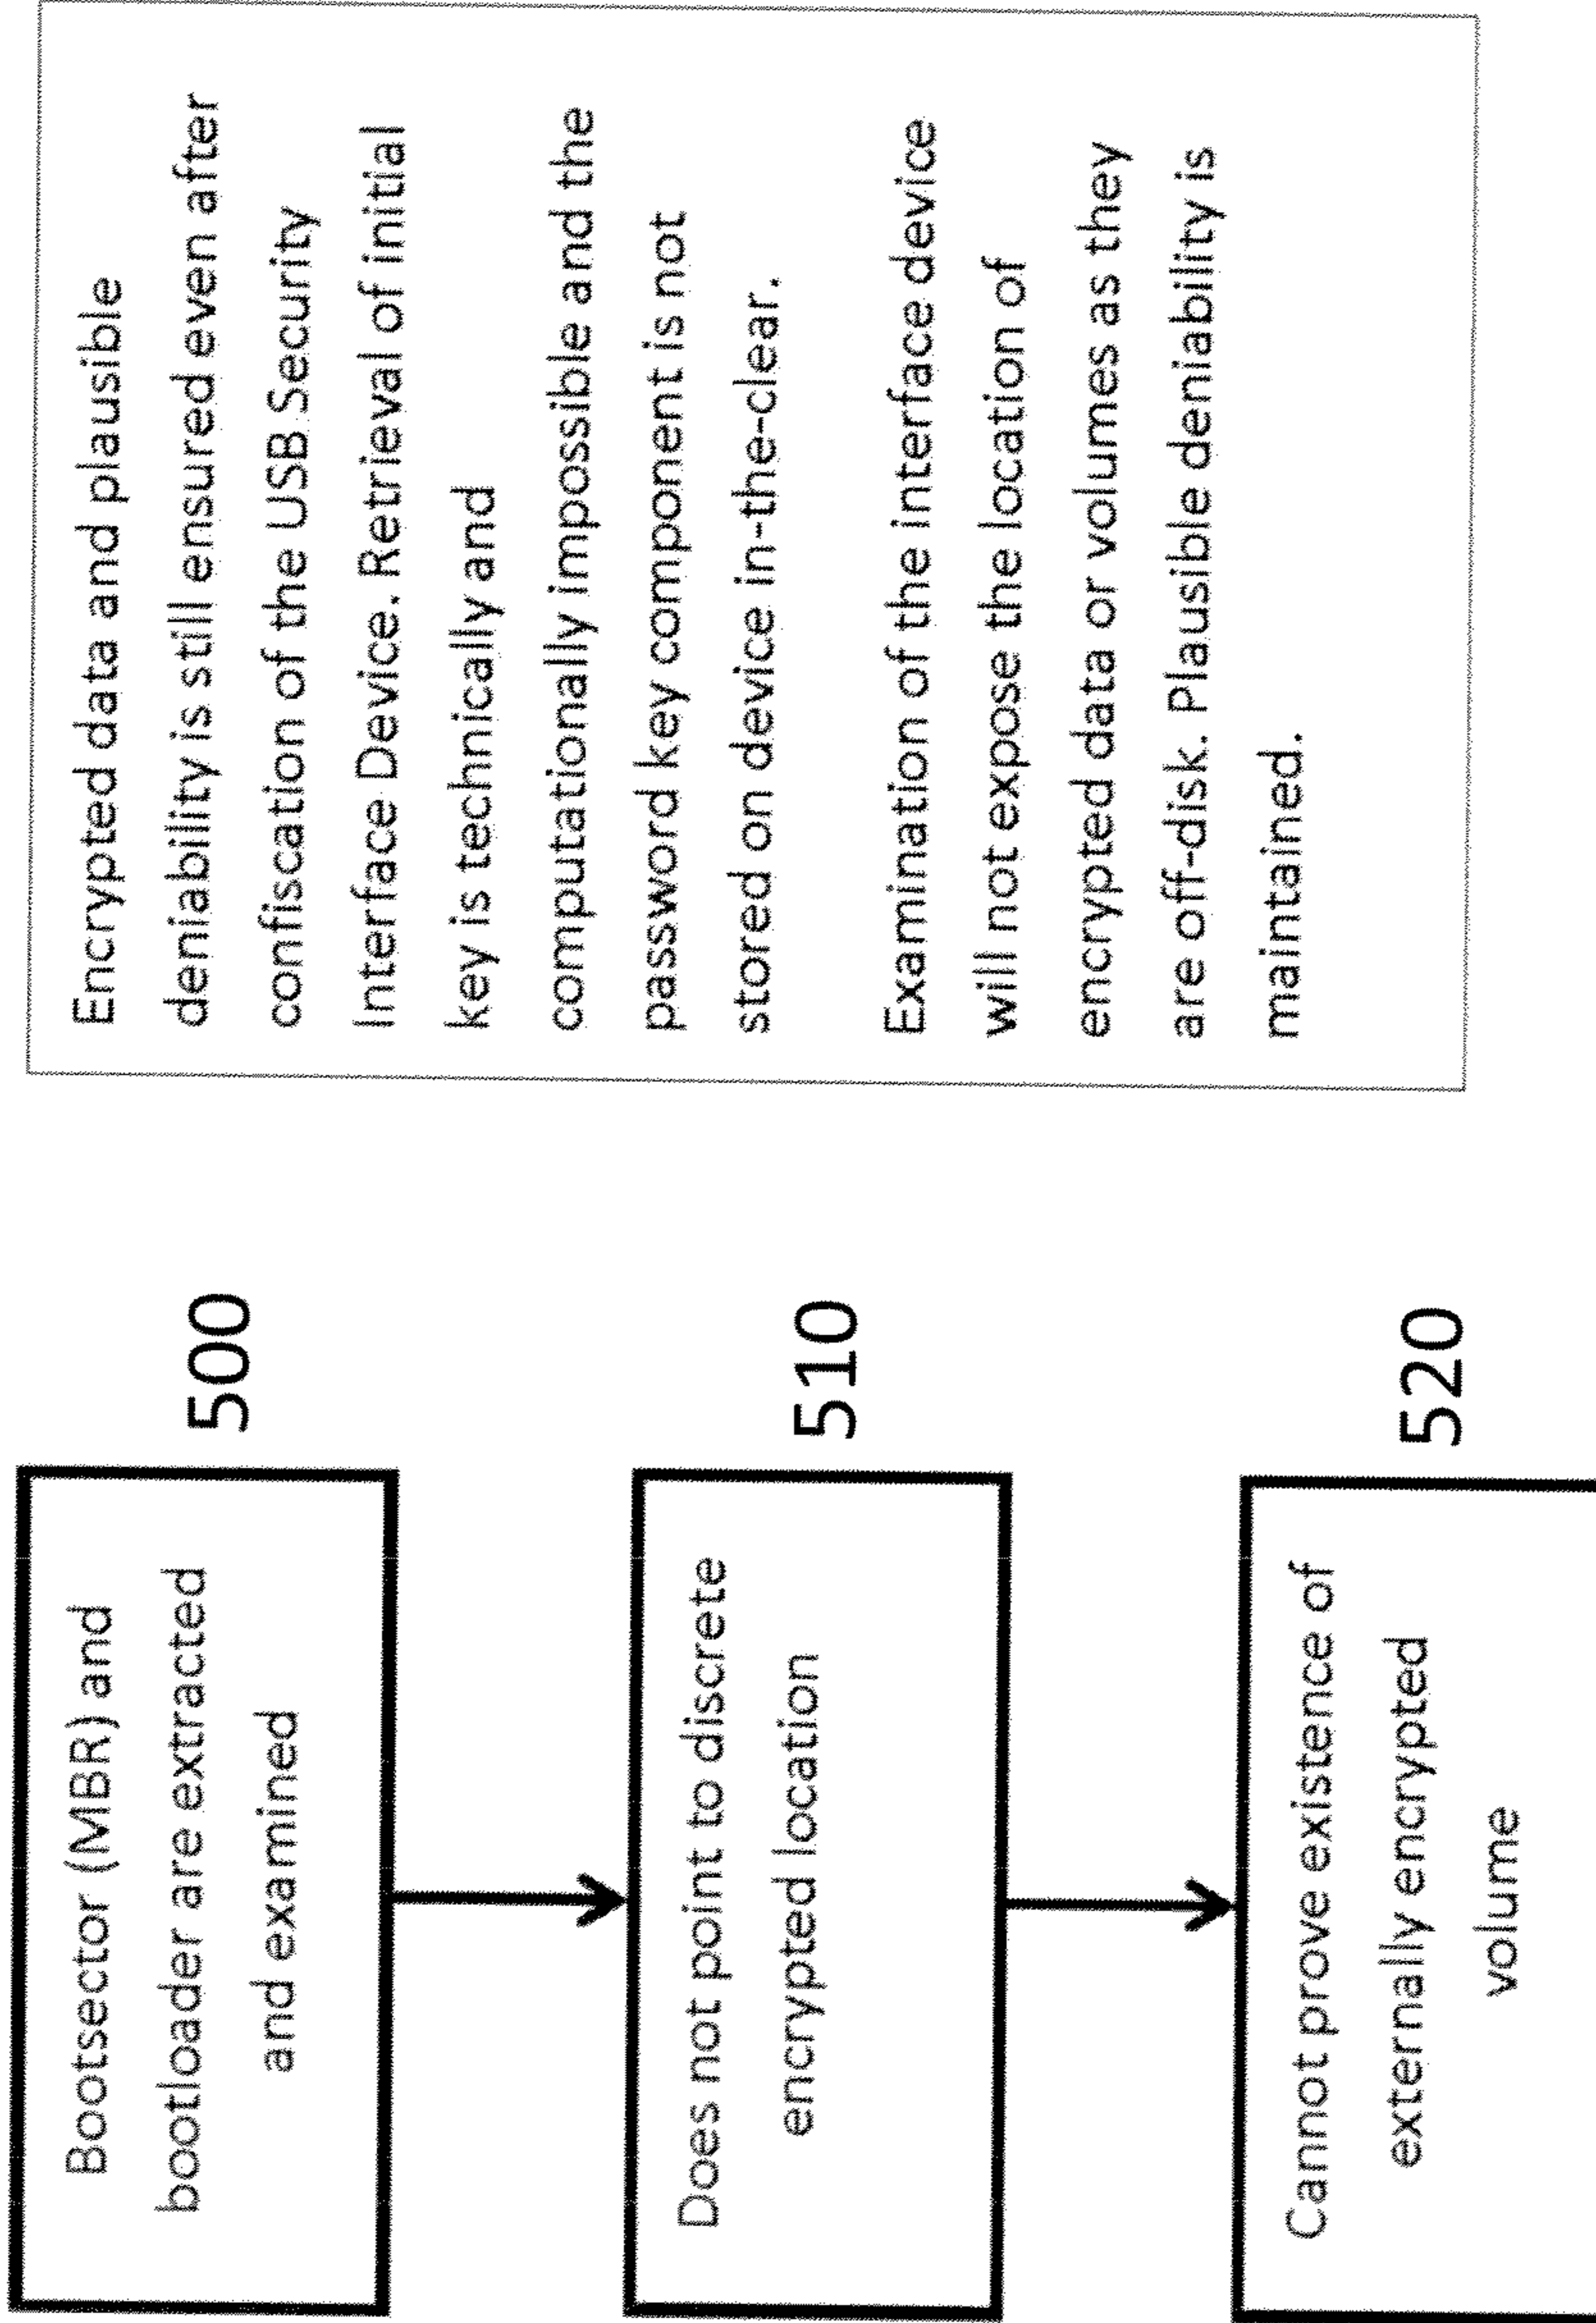 Bootsector (MBR) and
bootloader are extracted
and examined
500
Does not point to discrete
encrypted location
510
Cannot prove existence of
externally encrypted
volume
520
Encrypted data and plausible
deniability is still ensured even after
confiscation of the USB Security
Interface Device. Retrieval of initial
key is technically and
computationally impossible and the
password key component is not
stored on device in-the-clear.
Examination of the interface device
will not expose the location of
encrypted data or volumes as they
are off-disk. Plausible deniability is
maintained.